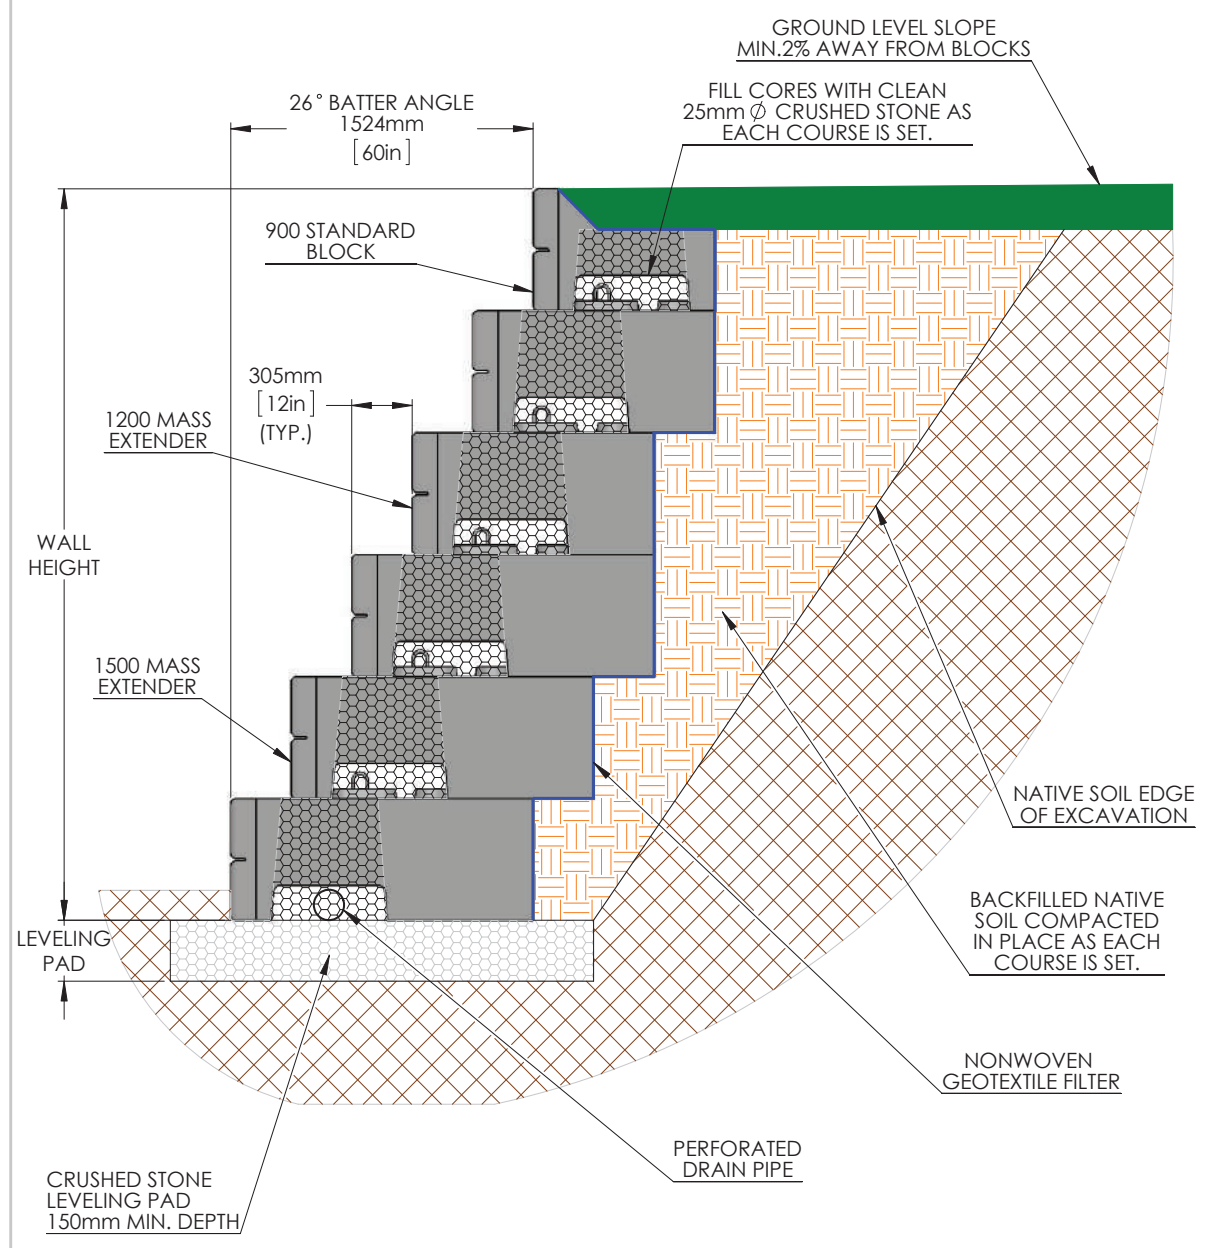 GROUND LEVEL SLOPE
MIN.2% AWAY FROM BLOCKS
FILL CORES WITH CLEAN
25mm ∅ CRUSHED STONE AS
EACH COURSE IS SET.
26° BATTER ANGLE
1524mm
[60in]
900 STANDARD
BLOCK
305mm
[12in]
(TYP.)
1200 MASS
EXTENDER
WALL
HEIGHT
1500 MASS
EXTENDER
NATIVE SOIL EDGE
OF EXCAVATION
BACKFILLED NATIVE
SOIL COMPACTED
IN PLACE AS EACH
COURSE IS SET.
LEVELING
PAD
NONWOVEN
GEOTEXTILE FILTER
PERFORATED
DRAIN PIPE
CRUSHED STONE
LEVELING PAD
150mm MIN. DEPTH